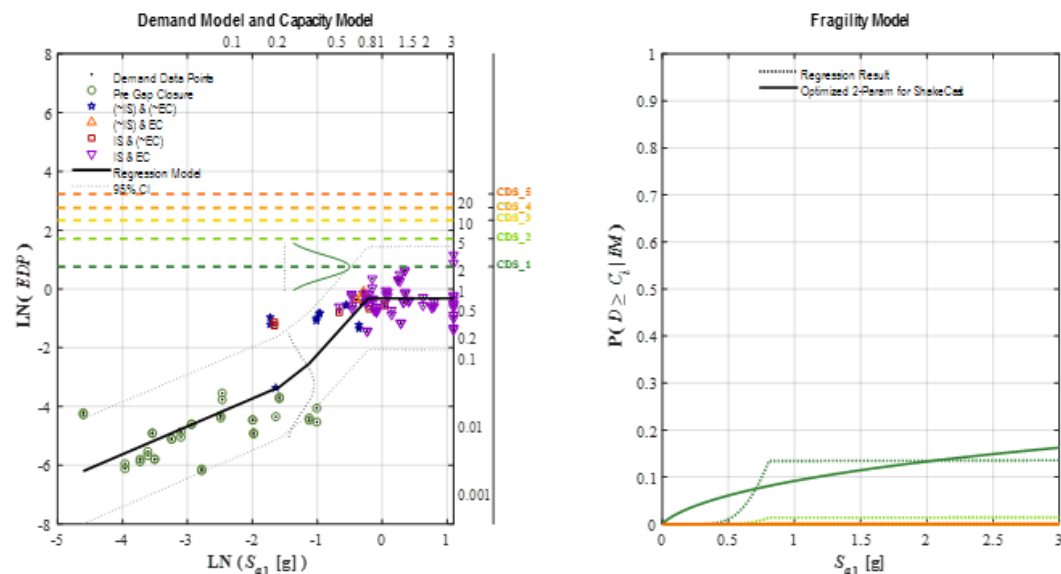 Demand Model and Capacity Model
0.1 0.2 0.5 0.81 1.5 2 3
8
6
4
2
0
-2
-4
-6
-8
LN(EDP)
Demand Data Points
Pre Gap Closure
(~IS) & (~EC)
(~IS) & EC
IS & (~EC)
IS & EC
Regression Model
95% CI
20
10
5
2
1
0.5
0.2
0.1
0.01
0.001
CDS_5
CDS_4
CDS_3
CDS_2
CDS_1
-5 -4 -3 -2 -1 0 1
LN(Sa1 [g])
Fragility Model
1
0.9
0.8
0.7
0.6
0.5
0.4
0.3
0.2
0.1
0
P(D ≥ Ci | IM)
Regression Result
Optimized 2-Param for ShakeCast
0 0.5 1 1.5 2 2.5 3
Sa1 [g]